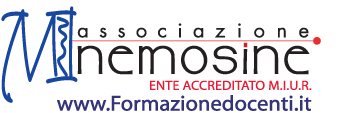 associazione
Mnemosine
ENTE ACCREDITATO M.I.U.R.
www.Formazionedocenti.it